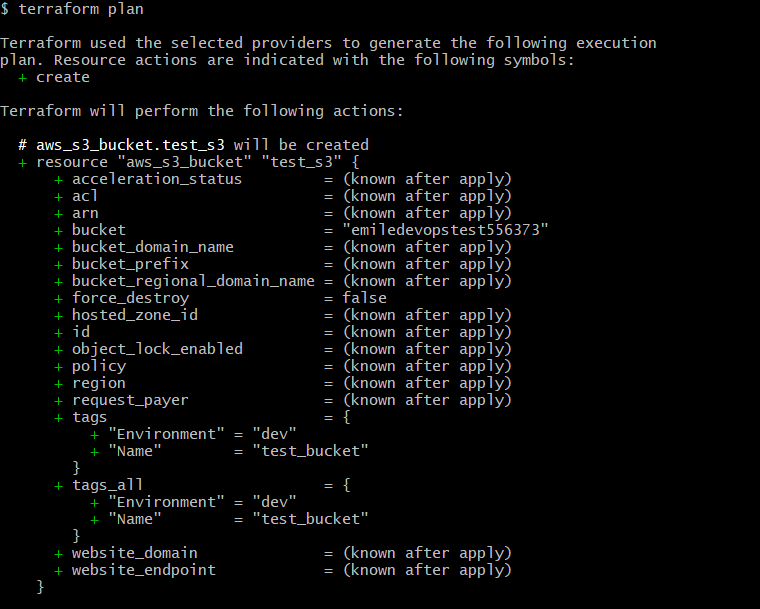 $ terraform plan
Terraform used the selected providers to generate the following execution
plan. Resource actions are indicated with the following symbols:
  + create
Terraform will perform the following actions:
  # aws_s3_bucket.test_s3 will be created
  + resource "aws_s3_bucket" "test_s3" {
      + acceleration_status         = (known after apply)
      + acl                         = (known after apply)
      + arn                         = (known after apply)
      + bucket                      = "emiledevopstest556373"
      + bucket_domain_name          = (known after apply)
      + bucket_prefix               = (known after apply)
      + bucket_regional_domain_name = (known after apply)
      + force_destroy               = false
      + hosted_zone_id              = (known after apply)
      + id                          = (known after apply)
      + object_lock_enabled         = (known after apply)
      + policy                      = (known after apply)
      + region                      = (known after apply)
      + request_payer               = (known after apply)
      + tags                        = {
          + "Environment" = "dev"
          + "Name"        = "test_bucket"
        }
      + tags_all                    = {
          + "Environment" = "dev"
          + "Name"        = "test_bucket"
        }
      + website_domain              = (known after apply)
      + website_endpoint            = (known after apply)
    }